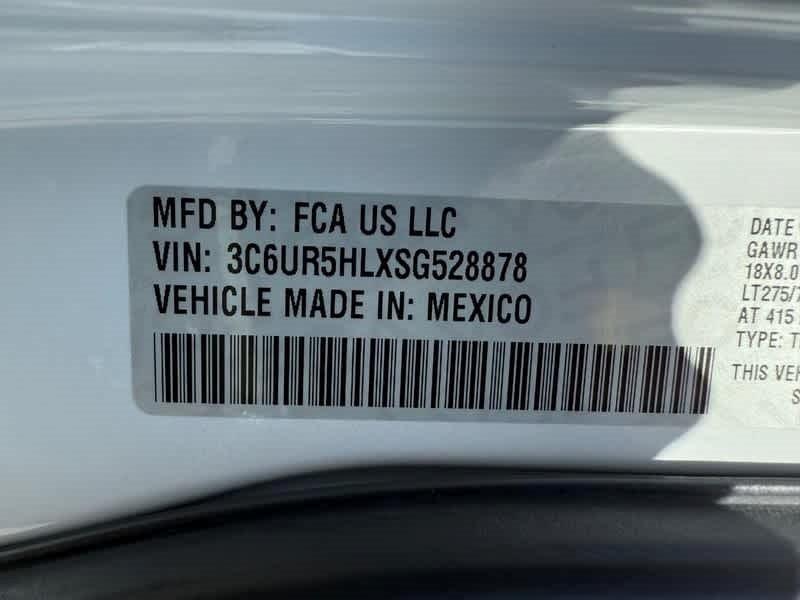 MFD BY: FCA US LLC
VIN: 3C6UR5HLXSG528878
VEHICLE MADE IN: MEXICO
DATE
GAWR
18X8.0
LT275/
AT 415
TYPE: T
THIS VEH
S